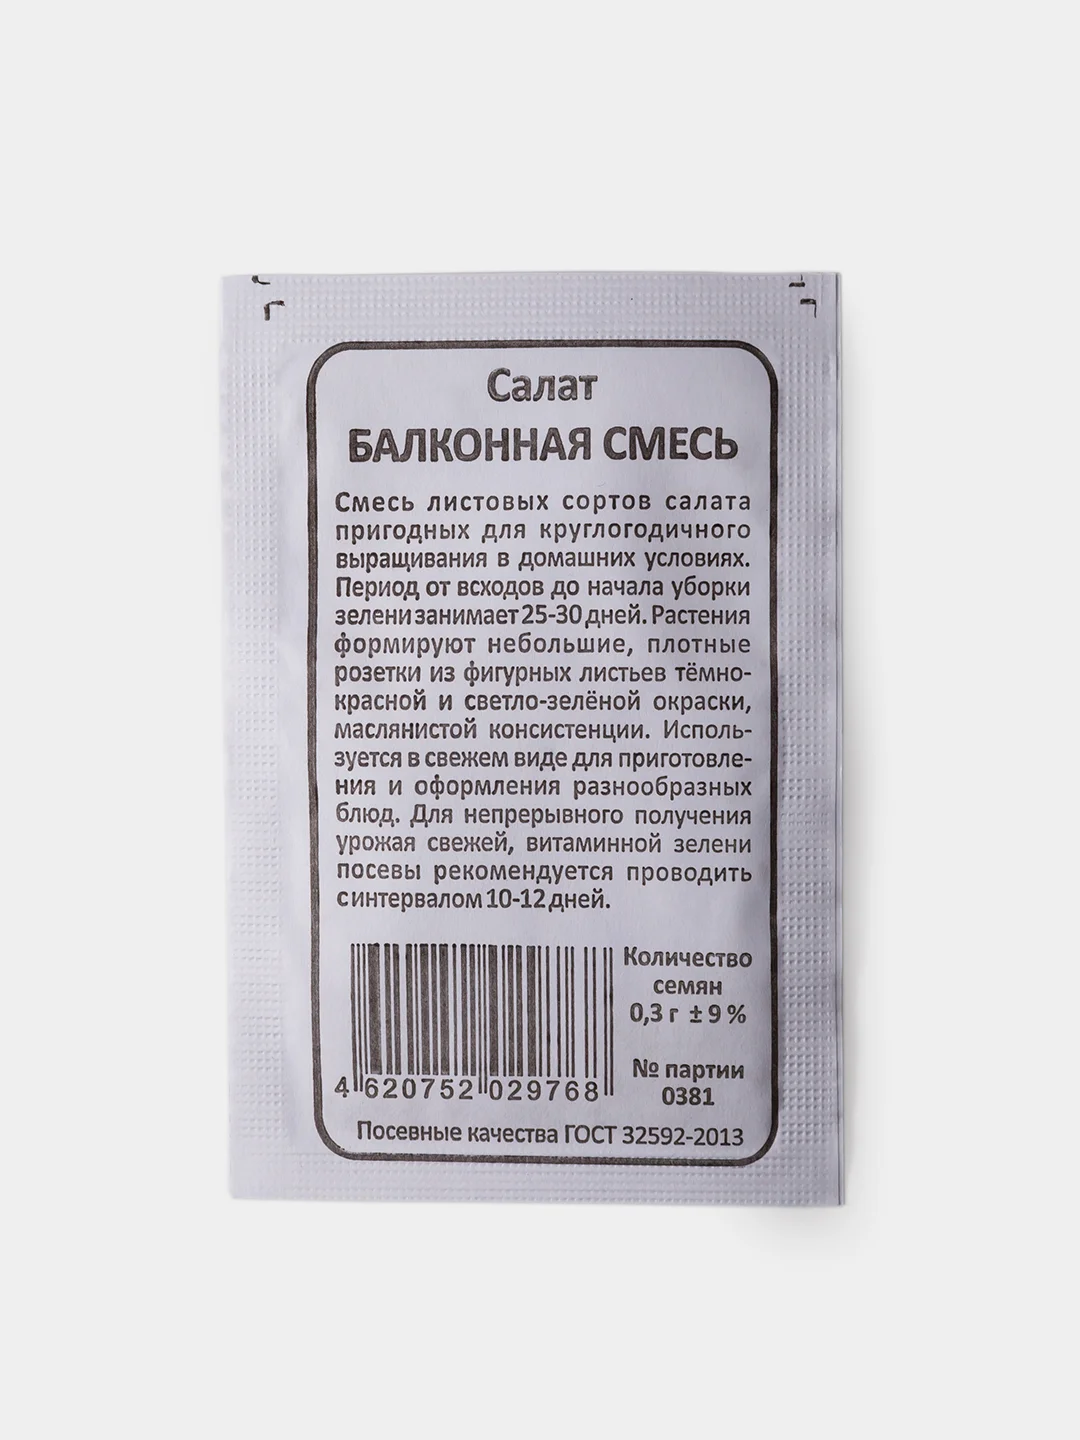 Салат
БАЛКОННАЯ СМЕСЬ
Смесь листовых сортов салата
пригодных для круглогодичного
выращивания в домашних условиях.
Период от всходов до начала уборки
зелени занимает 25-30 дней. Растения
формируют небольшие, плотные
розетки из фигурных листьев тёмно-
красной и светло-зелёной окраски,
маслянистой консистенции. Исполь-
зуется в свежем виде для приготовле-
ния и оформления разнообразных
блюд. Для непрерывного получения
урожая свежей, витаминной зелени
посевы рекомендуется проводить
с интервалом 10-12 дней.
Количество
семян
0,3 г ± 9 %
№ партии
0381
4 620752 029768
Посевные качества ГОСТ 32592-2013